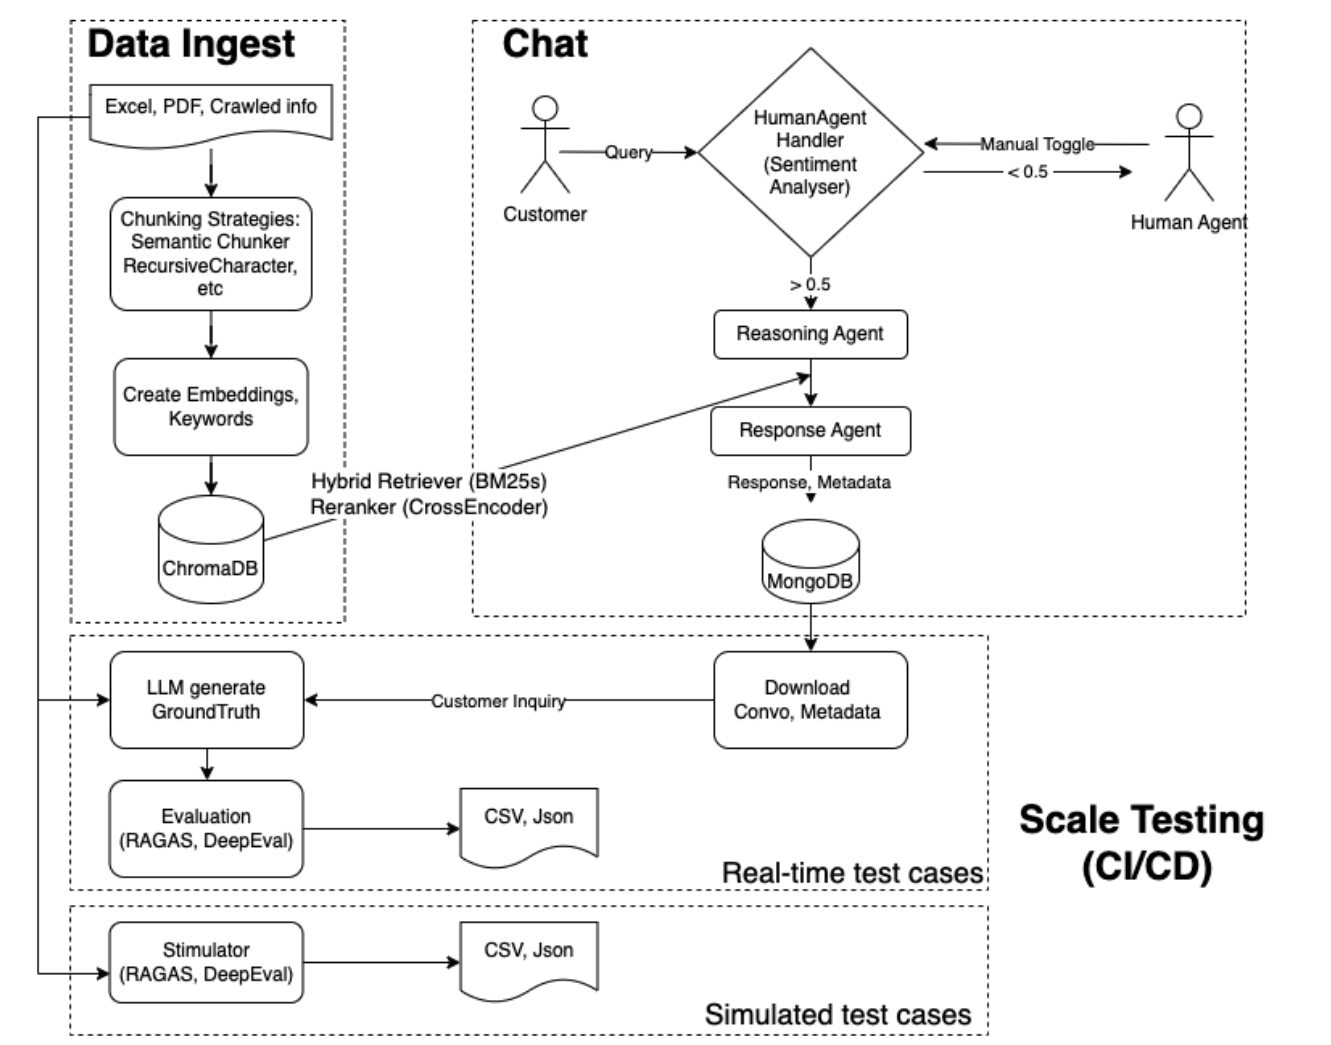 Data Ingest
Excel, PDF, Crawled info
Chunking Strategies:
Semantic Chunker
RecursiveCharacter,
etc
Create Embeddings,
Keywords
ChromaDB
Hybrid Retriever (BM25s)
Reranker (CrossEncoder)
Chat
Customer
Query
HumanAgent
Handler
(Sentiment
Analyser)
Manual Toggle
< 0.5
Human Agent
> 0.5
Reasoning Agent
Response Agent
Response, Metadata
MongoDB
LLM generate
GroundTruth
Customer Inquiry
Download
Convo, Metadata
Evaluation
(RAGAS, DeepEval)
CSV, Json
Real-time test cases
Scale Testing
(CI/CD)
Stimulator
(RAGAS, DeepEval)
CSV, Json
Simulated test cases